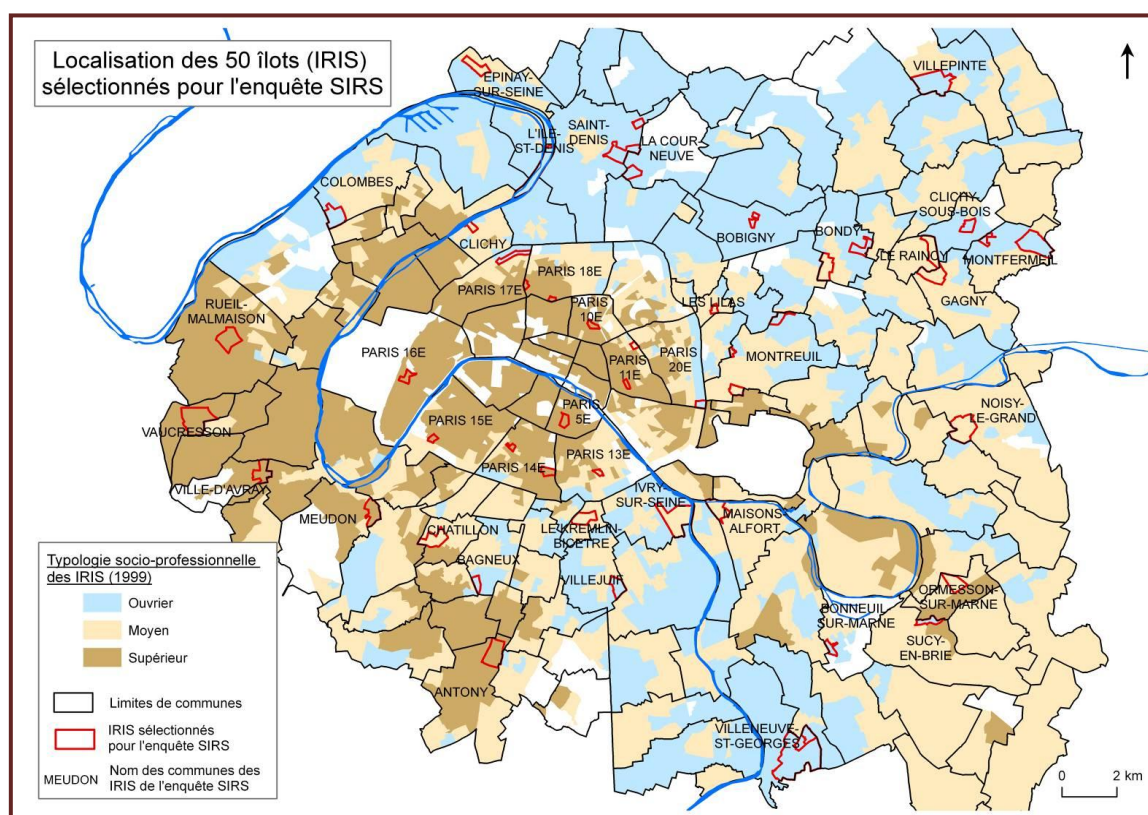 Localisation des 50 îlots (IRIS)
sélectionnés pour l'enquête SIRS
EPINAY-
SUR-SEINE
VILLEPINTE
L'ILE-
ST-DENIS
SAINT-
DENIS
LA COUR
NEUVE
COLOMBES
CLICHY
BOBIGNY
BONDY
CLICHY-
SOUS-BOIS
LE RAINCY
MONTFERMEIL
GAGNY
PARIS 18E
PARIS 17E
PARIS
10E
LES LILAS
RUEIL-
MALMAISON
PARIS 16E
PARIS
11E
PARIS
20E
MONTREUIL
NOISY-
LE-GRAND
VAUCRESSON
PARIS 15E
PARIS
5E
PARIS 14E
PARIS 13E
VILLE-D'AVRAY
IVRY-
SUR-SEINE
MAISONS-
ALFORT
MEUDON
CHATILLON
LE KREMLIN-
BICETRE
BAGNEUX
VILLEJUIF
ORMESSON-
SUR-MARNE
BONNEUIL
SUR-MARNE
SUCY-
EN-BRIE
ANTONY
VILLENEUVE-
ST-GEORGES
Typologie socio-professionelle
des IRIS (1999)
Ouvrier
Moyen
Supérieur
Limites de communes
IRIS sélectionnés
pour l'enquête SIRS
MEUDON
Nom des communes des
IRIS de l'enquête SIRS
0 2 km